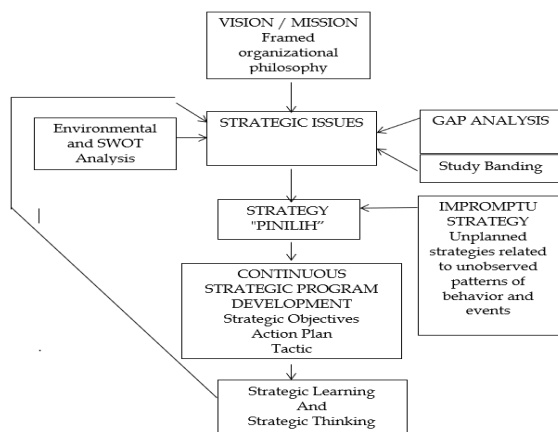 VISION / MISSION
Framed
organizational
philosophy
STRATEGIC ISSUES
Environmental
and SWOT
Analysis
GAP ANALYSIS
Study Banding
STRATEGY
"PINILIH”
IMPROMPTU
STRATEGY
Unplanned
strategies related
to unobserved
patterns of
behavior and
events
CONTINUOUS
STRATEGIC PROGRAM
DEVELOPMENT
Strategic Objectives
Action Plan
Tactic
Strategic Learning
And
Strategic Thinking